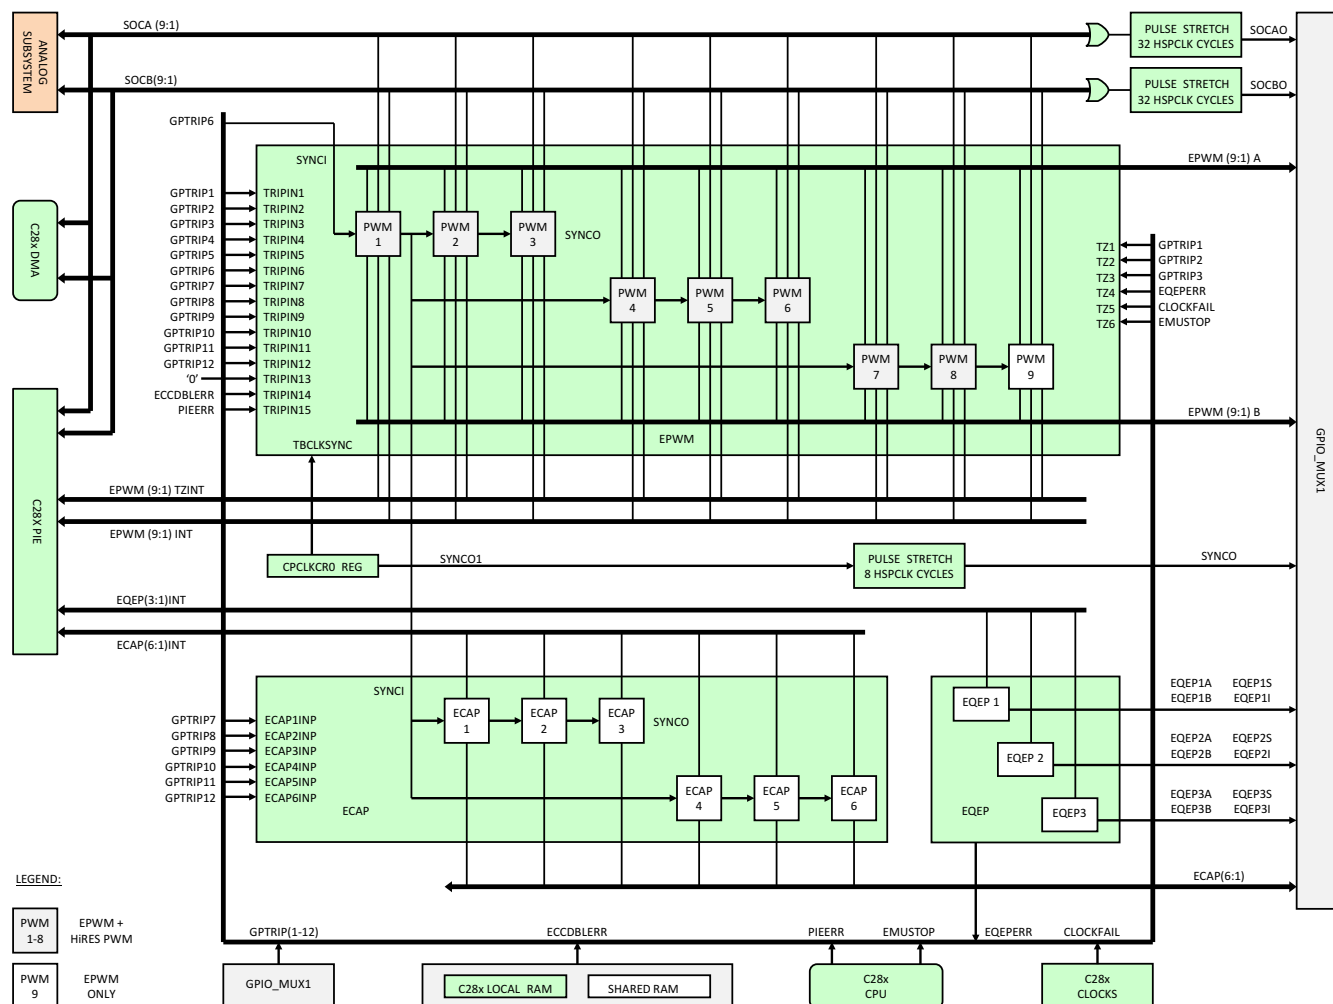 SOCA (9:1)
PULSE STRETCH
32 HSPCLK CYCLES
SOCAO
ANALOG
SUBSYSTEM
SOCB(9:1)
PULSE STRETCH
32 HSPCLK CYCLES
SOCBO
GPTRIP6
SYNCI
EPWM (9:1) A
GPTRIP1
GPTRIP2
GPTRIP3
GPTRIP4
GPTRIP5
GPTRIP6
GPTRIP7
GPTRIP8
GPTRIP9
GPTRIP10
GPTRIP11
GPTRIP12
'0'
ECCDBLERR
PIEERR
TRIPIN1
TRIPIN2
TRIPIN3
TRIPIN4
TRIPIN5
TRIPIN6
TRIPIN7
TRIPIN8
TRIPIN9
TRIPIN10
TRIPIN11
TRIPIN12
TRIPIN13
TRIPIN14
TRIPIN15
PWM
1
PWM
2
PWM
3
SYNCO
PWM
4
PWM
5
PWM
6
PWM
7
PWM
8
PWM
9
TZ1
TZ2
TZ3
TZ4
TZ5
TZ6
GPTRIP1
GPTRIP2
GPTRIP3
EQEPERR
CLOCKFAIL
EMUSTOP
C28x DMA
EPWM (9:1) B
EPWM
TBCLKSYNC
GPIO_MUX1
C28X PIE
EPWM (9:1) TZINT
EPWM (9:1) INT
CPCLKCR0 REG
SYNCO1
PULSE STRETCH
8 HSPCLK CYCLES
SYNCO
EQEP(3:1)INT
ECAP(6:1)INT
SYNCI
GPTRIP7
GPTRIP8
GPTRIP9
GPTRIP10
GPTRIP11
GPTRIP12
ECAP1INP
ECAP2INP
ECAP3INP
ECAP4INP
ECAP5INP
ECAP6INP
ECAP
1
ECAP
2
ECAP
3
SYNCO
ECAP
4
ECAP
5
ECAP
6
ECAP
EQEP 1
EQEP 2
EQEP3
EQEP
EQEP1A EQEP1S
EQEP1B EQEP1I
EQEP2A EQEP2S
EQEP2B EQEP2I
EQEP3A EQEP3S
EQEP3B EQEP3I
ECAP(6:1)
LEGEND:
PWM
1-8
EPWM +
HiRES PWM
PWM
9
EPWM
ONLY
GPTRIP(1-12)
ECCDBLERR
PIEERR
EMUSTOP
EQEPERR
CLOCKFAIL
GPIO_MUX1
C28x LOCAL RAM
SHARED RAM
C28x
CPU
C28x
CLOCKS